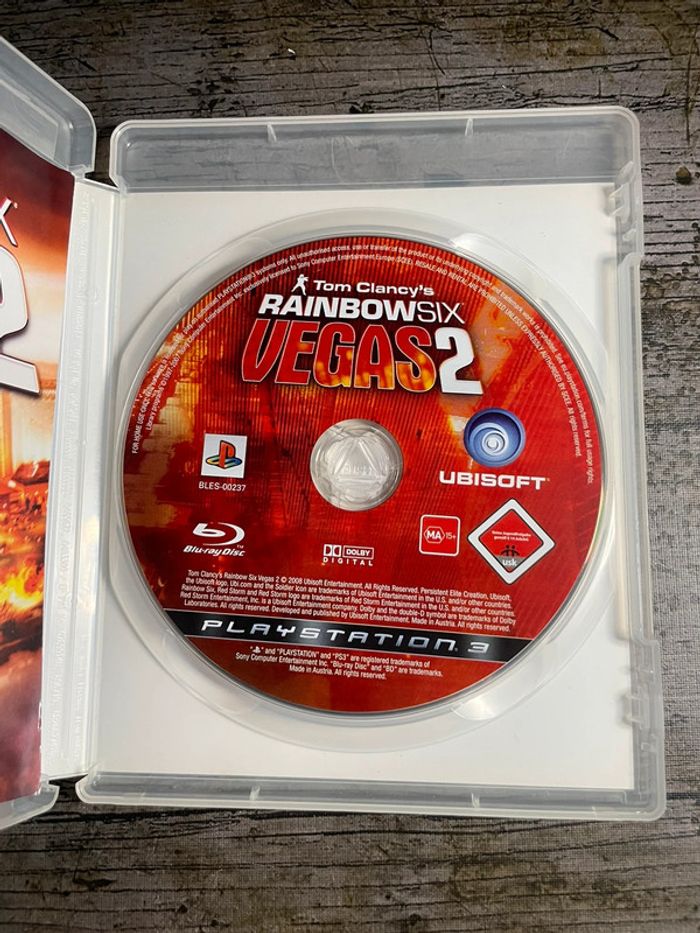 Tom Clancy's
RAINBOWSIX
VEGAS2
BLES-00237
UBISOFT
Blu-ray Disc
DOLBY
DIGITAL
MA 15+
usk
Tom Clancy's Rainbow Six Vegas 2 © 2008 Ubisoft Entertainment. All Rights Reserved. Persistent Elite Creation, Ubisoft,
the Ubisoft logo, Ubi.com and the Soldier Icon are trademarks of Ubisoft Entertainment in the U.S. and/or other countries.
Rainbow Six, Red Storm and Red Storm logo are trademarks of Red Storm Entertainment in the U.S. and/or other countries.
Red Storm Entertainment, Inc. is a Ubisoft Entertainment company. Dolby and the double-D symbol are trademarks of Dolby
Laboratories. All rights reserved. Developed and published by Ubisoft Entertainment. Made in Austria. All rights reserved.
PLAYSTATION 3
" " and "PLAYSTATION" and "PS3" are registered trademarks of
Sony Computer Entertainment Inc. "Blu-ray Disc" and "BD" are trademarks.
Made in Austria. All rights reserved.